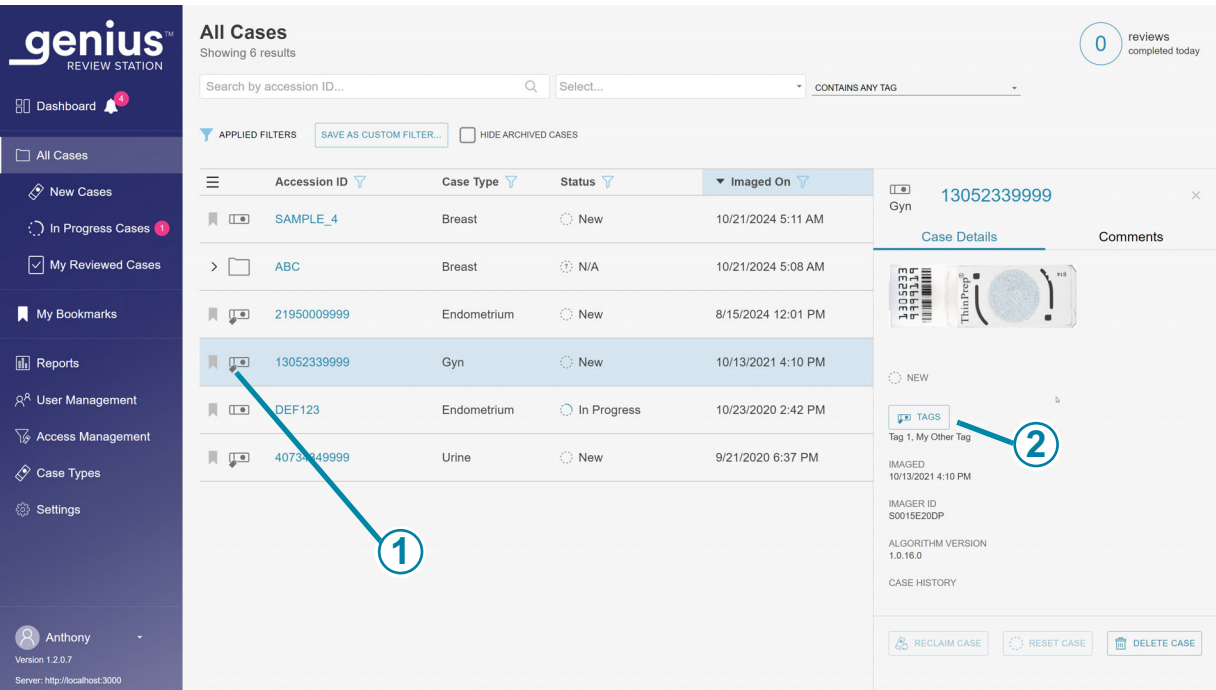 genius™
REVIEW STATION
Dashboard 4
All Cases
New Cases
In Progress Cases 1
My Reviewed Cases
My Bookmarks
Reports
User Management
Access Management
Case Types
Settings
Anthony
Version 1.2.0.7
Server: http://localhost:3000
All Cases
Showing 6 results
0 reviews
completed today
Search by accession ID... Select... CONTAINS ANY TAG
APPLIED FILTERS SAVE AS CUSTOM FILTER... HIDE ARCHIVED CASES
Accession ID Case Type Status Imaged On
SAMPLE_4 Breast New 10/21/2024 5:11 AM
ABC Breast N/A 10/21/2024 5:08 AM
21950009999 Endometrium New 8/15/2024 12:01 PM
13052339999 Gyn New 10/13/2021 4:10 PM
DEF123 Endometrium In Progress 10/23/2020 2:42 PM
40734349999 Urine New 9/21/2020 6:37 PM
1
Gyn 13052339999
Case Details Comments
ThinPrep®
NEW
TAGS
Tag 1, My Other Tag
2
IMAGED
10/13/2021 4:10 PM
IMAGER ID
S0015E20DP
ALGORITHM VERSION
1.0.16.0
CASE HISTORY
RECLAIM CASE RESET CASE DELETE CASE